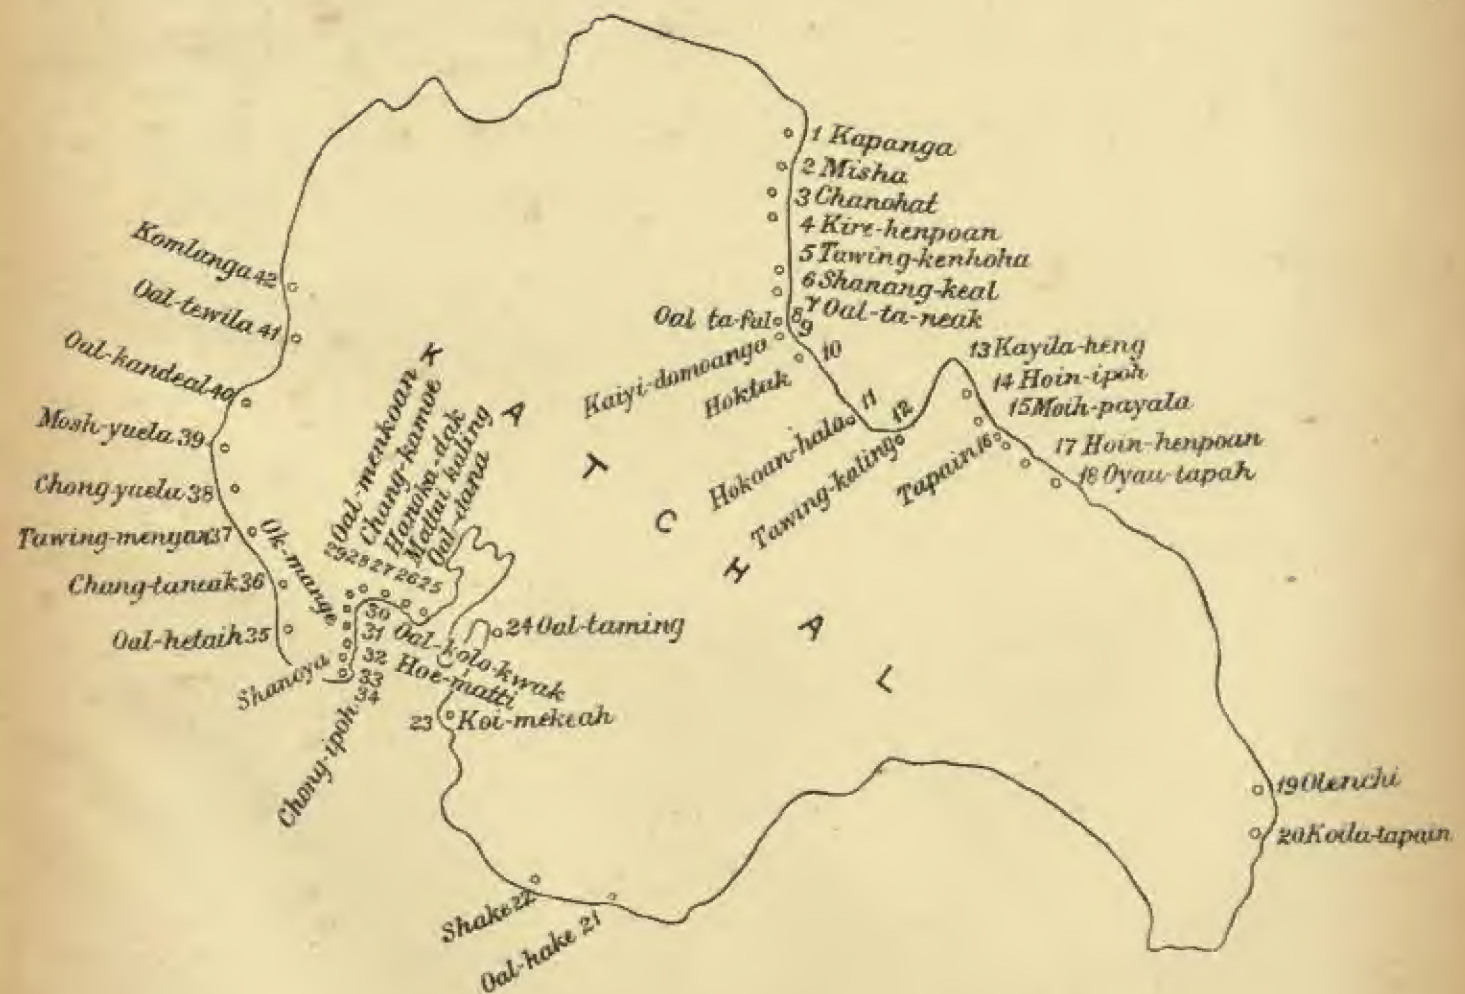 1 Kapanga
2 Misha
3 Chanohat
4 Kire-henpoan
5 Tawing-kenhoha
6 Shanang-keal
7 Oal-ta-neak
Oal ta-ful 8
Kaiyi-domoango 9
Hoktuk 10
Hokoan-hala 11
Tawing-kaling 12
13 Kayila-heng
14 Hoin-ipoh
15 Moih-payala
Tapain 16
17 Hoin-henpoan
18 Oyau-tapah
19 Olenchi
20 Koila-tapain
Oal-hake 21
Shake 22
23 Koi-mekeah
24 Oal-taming
25 Oal-tiana
26 Mattai kaling
27 Hanoka-dak
28 Chang-kamoe
29 Oal-menkoan
Ok-mange 30
31 Oal-kolo-kwak
32 Hoe-matti
Shanoya 33
Chong-ipoh 34
Oal-hetaih 35
Chang-taneak 36
Tawing-menyax 37
Chong-yuela 38
Mosh-yuela 39
Oal-kandeal 40
Oal-tewila 41
Komlanga 42
KATCHAL